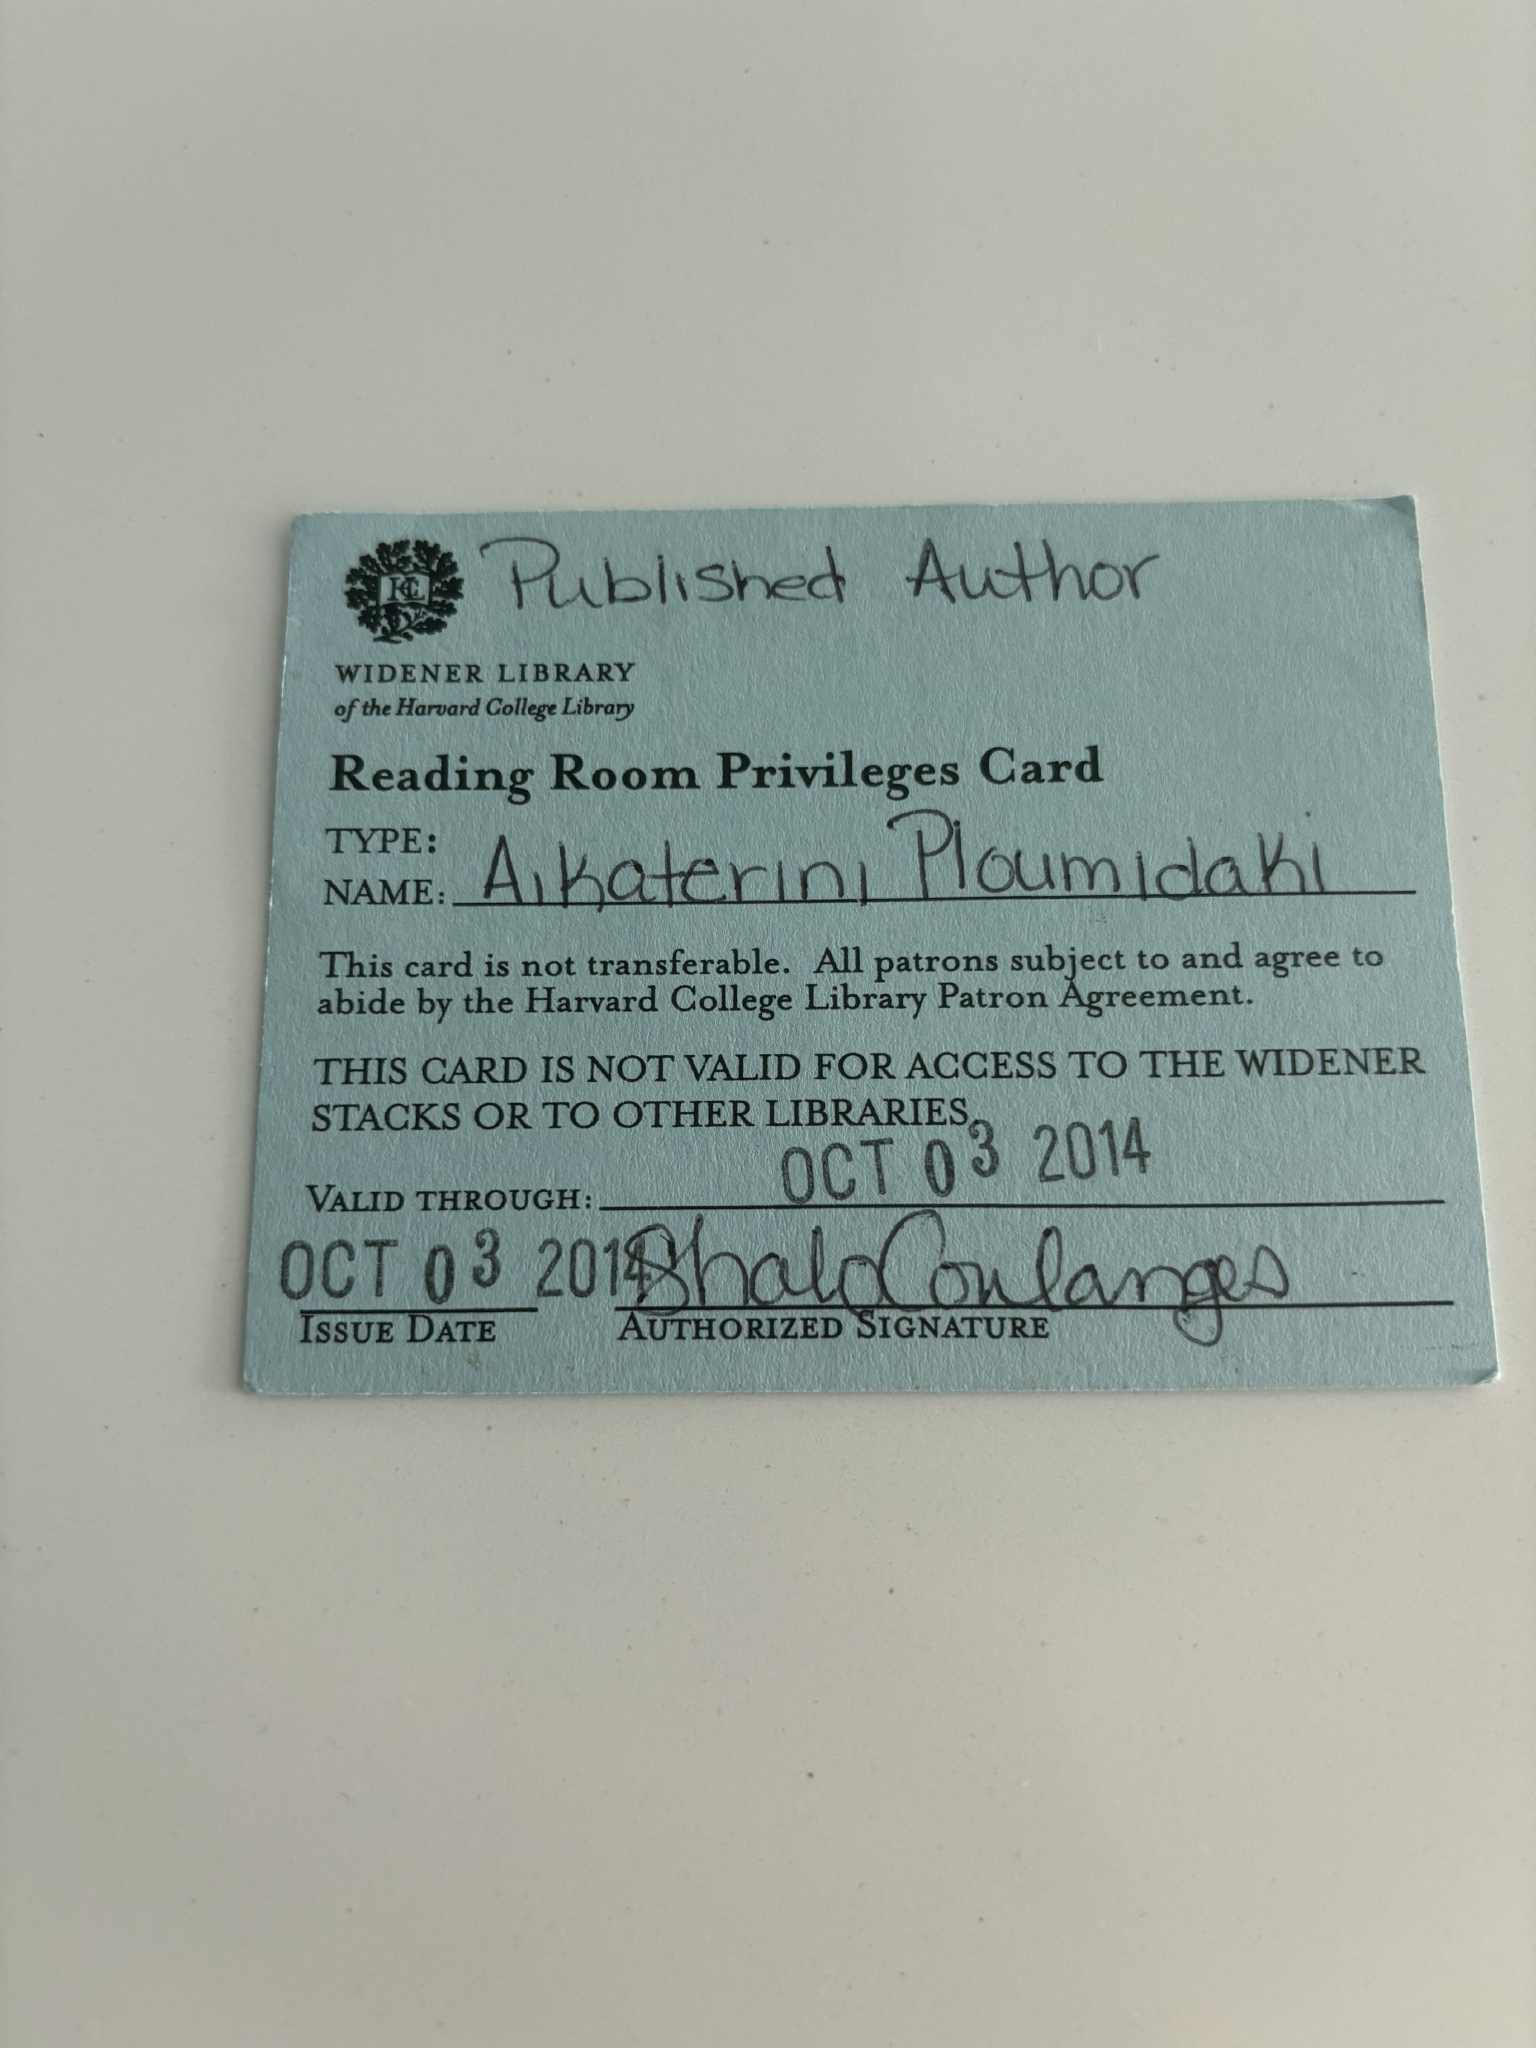 HCL
Published Author
WIDENER LIBRARY
of the Harvard College Library
Reading Room Privileges Card
TYPE:
NAME: Aikaterini Ploumidaki
This card is not transferable. All patrons subject to and agree to
abide by the Harvard College Library Patron Agreement.
THIS CARD IS NOT VALID FOR ACCESS TO THE WIDENER
STACKS OR TO OTHER LIBRARIES.
VALID THROUGH: OCT 03 2014
OCT 03 2014 Coulanges
ISSUE DATE AUTHORIZED SIGNATURE